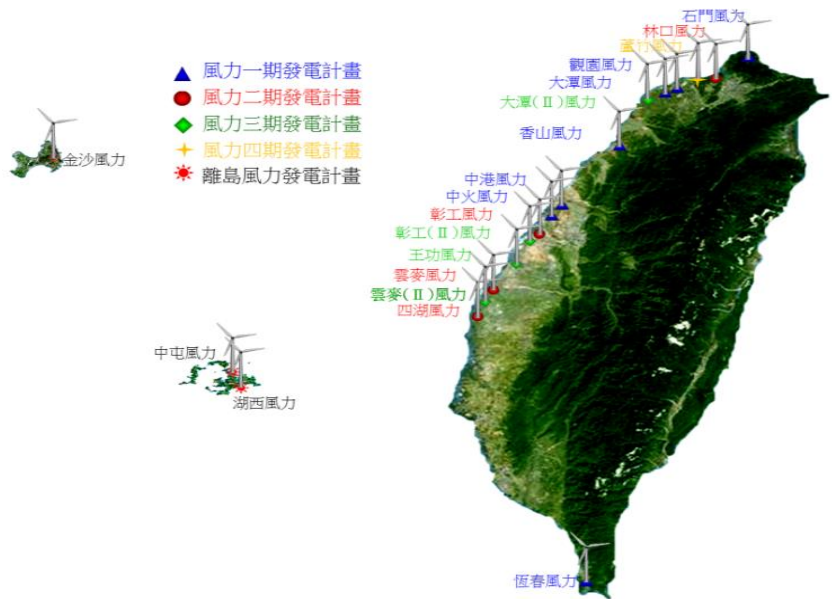 石門風力
林口風力
蘆竹風力
觀園風力
大潭風力
大潭(Ⅱ)風力
香山風力
中港風力
中火風力
彰工風力
彰工(Ⅱ)風力
王功風力
雲麥風力
雲麥(Ⅱ)風力
四湖風力
恆春風力
風力一期發電計畫
風力二期發電計畫
風力三期發電計畫
風力四期發電計畫
離島風力發電計畫
金沙風力
中屯風力
湖西風力